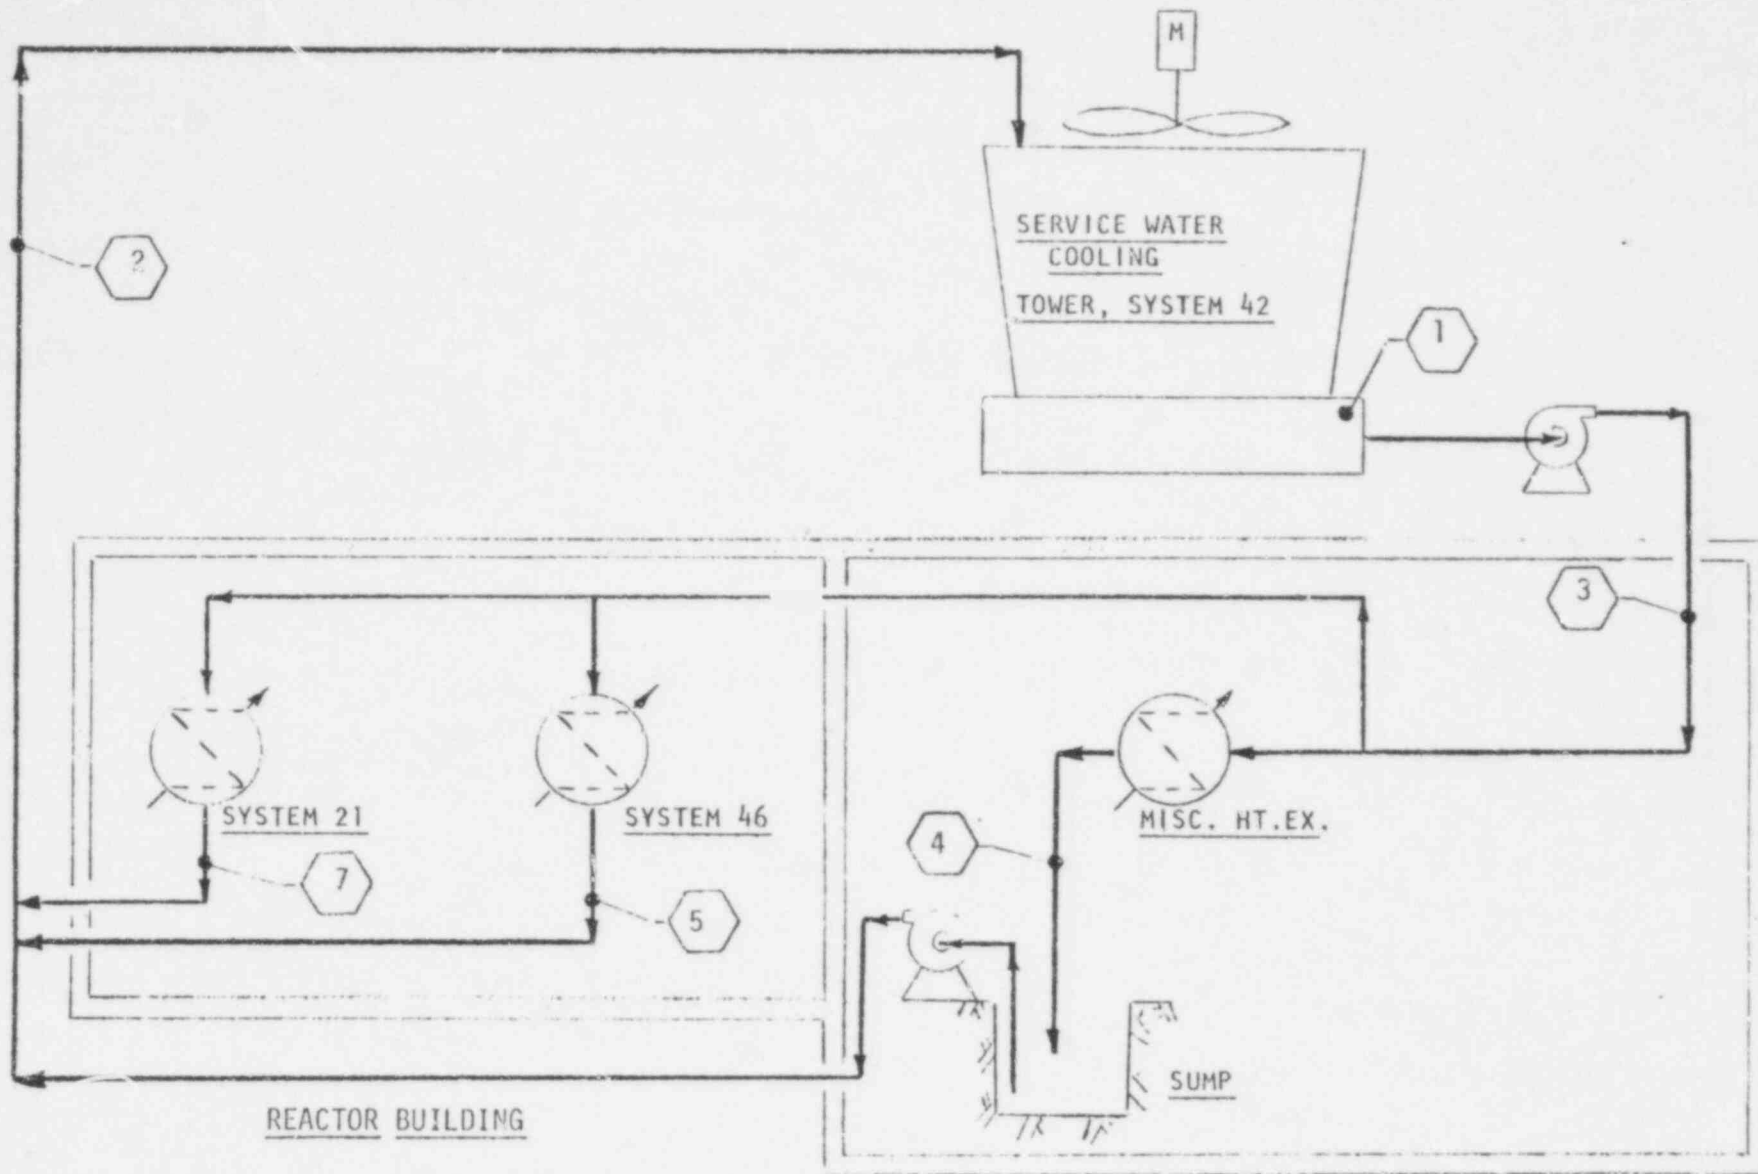 M
SERVICE WATER
COOLING
TOWER, SYSTEM 42
2
1
3
SYSTEM 21
SYSTEM 46
MISC. HT.EX.
4
7
5
SUMP
REACTOR BUILDING